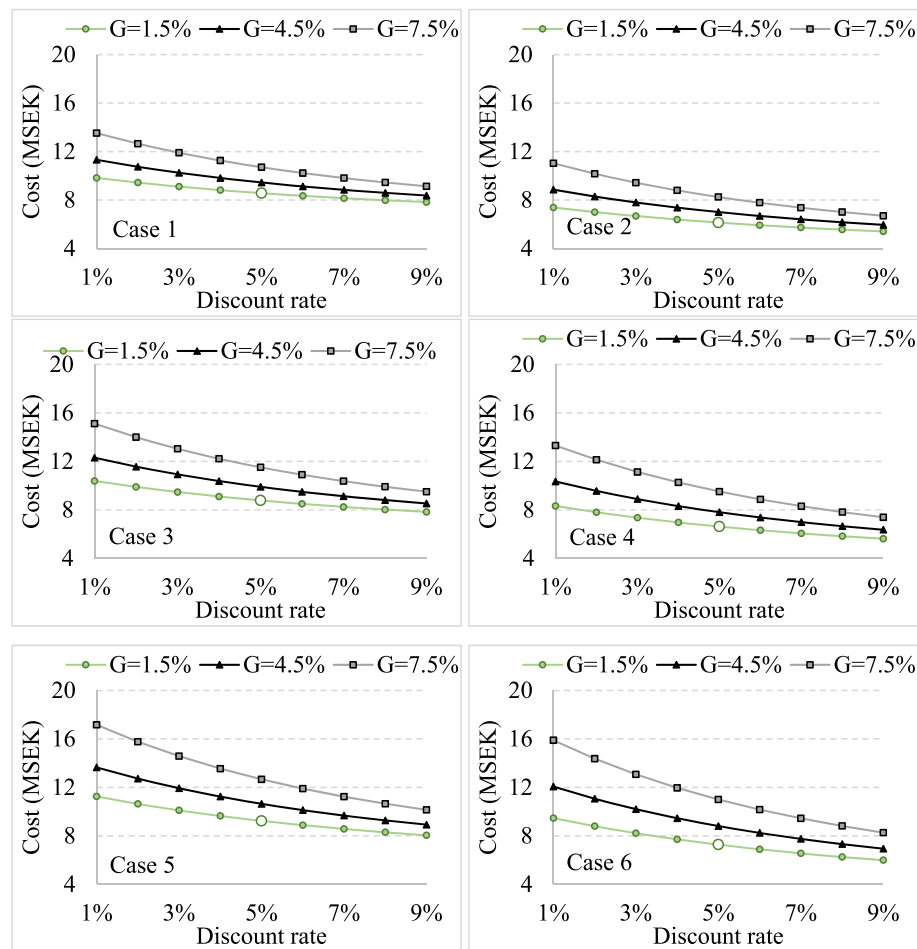 G=1.5% G=4.5% G=7.5%
20
16
12
8
4
Cost (MSEK)
Case 1
1% 3% 5% 7% 9%
Discount rate
G=1.5% G=4.5% G=7.5%
20
16
12
8
4
Cost (MSEK)
Case 2
1% 3% 5% 7% 9%
Discount rate
G=1.5% G=4.5% G=7.5%
20
16
12
8
4
Cost (MSEK)
Case 3
1% 3% 5% 7% 9%
Discount rate
G=1.5% G=4.5% G=7.5%
20
16
12
8
4
Cost (MSEK)
Case 4
1% 3% 5% 7% 9%
Discount rate
G=1.5% G=4.5% G=7.5%
20
16
12
8
4
Cost (MSEK)
Case 5
1% 3% 5% 7% 9%
Discount rate
G=1.5% G=4.5% G=7.5%
20
16
12
8
4
Cost (MSEK)
Case 6
1% 3% 5% 7% 9%
Discount rate